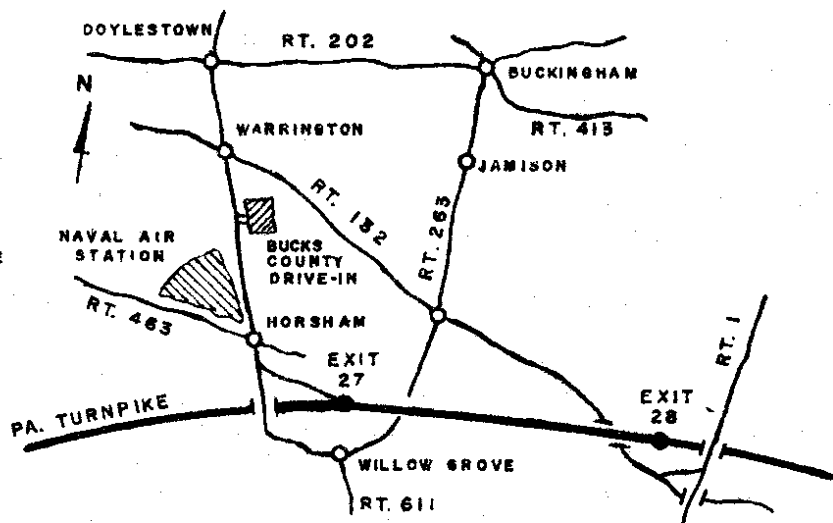 DOYLESTOWN
RT. 202
BUCKINGHAM
N
RT. 413
WARRINGTON
JAMISON
RT. 132
RT. 263
NAVAL AIR
STATION
BUCKS
COUNTY
DRIVE-IN
RT. 463
HORSHAM
RT. 1
EXIT
27
EXIT
28
PA. TURNPIKE
WILLOW GROVE
RT. 611